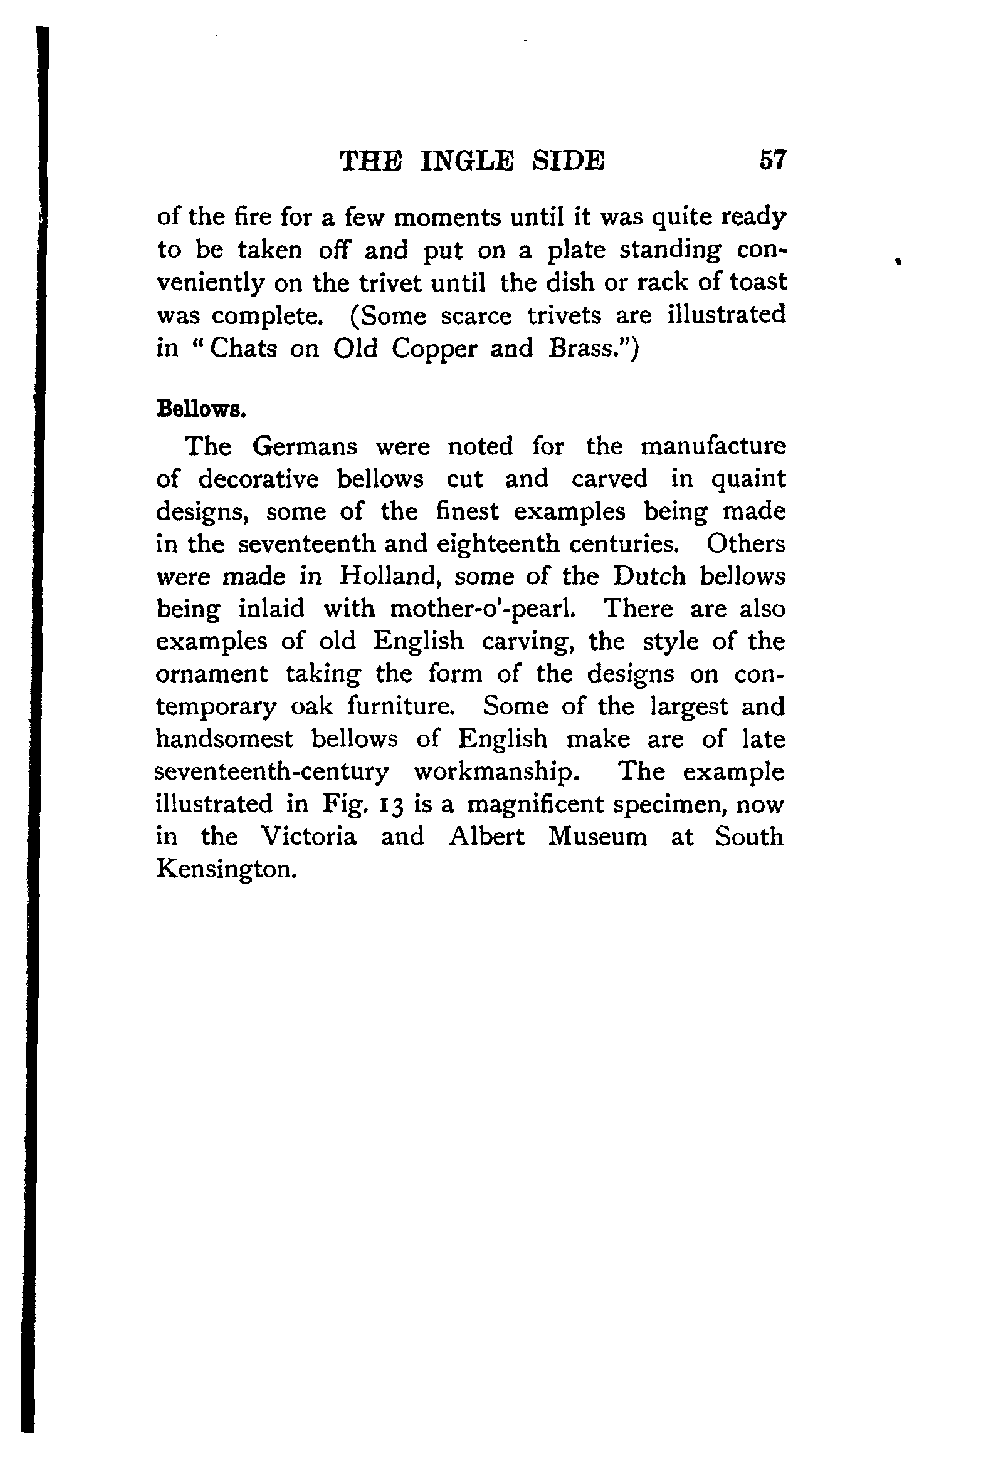 THE INGLE SIDE 57
of the fire for a few moments until it was quite ready
to be taken off and put on a plate standing con-
veniently on the trivet until the dish or rack of toast
was complete. (Some scarce trivets are illustrated
in "Chats on Old Copper and Brass.")
Bellows.
The Germans were noted for the manufacture
of decorative bellows cut and carved in quaint
designs, some of the finest examples being made
in the seventeenth and eighteenth centuries. Others
were made in Holland, some of the Dutch bellows
being inlaid with mother-o'-pearl. There are also
examples of old English carving, the style of the
ornament taking the form of the designs on con-
temporary oak furniture. Some of the largest and
handsomest bellows of English make are of late
seventeenth-century workmanship. The example
illustrated in Fig. 13 is a magnificent specimen, now
in the Victoria and Albert Museum at South
Kensington.